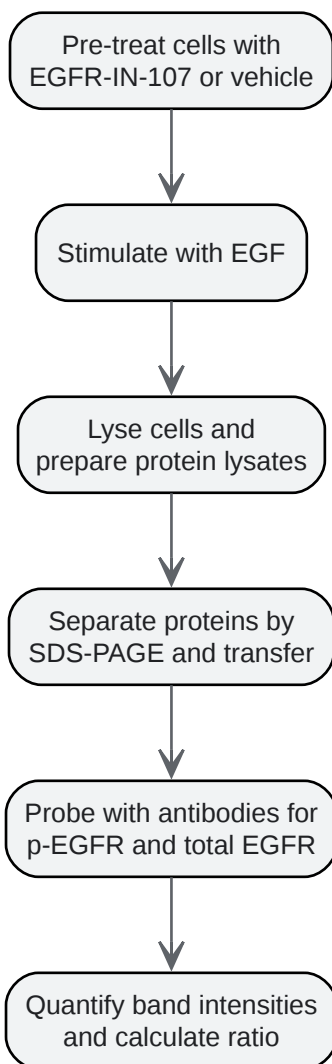 Pre-treat cells with
EGFR-IN-107 or vehicle
Stimulate with EGF
Lyse cells and
prepare protein lysates
Separate proteins by
SDS-PAGE and transfer
Probe with antibodies for
p-EGFR and total EGFR
Quantify band intensities
and calculate ratio